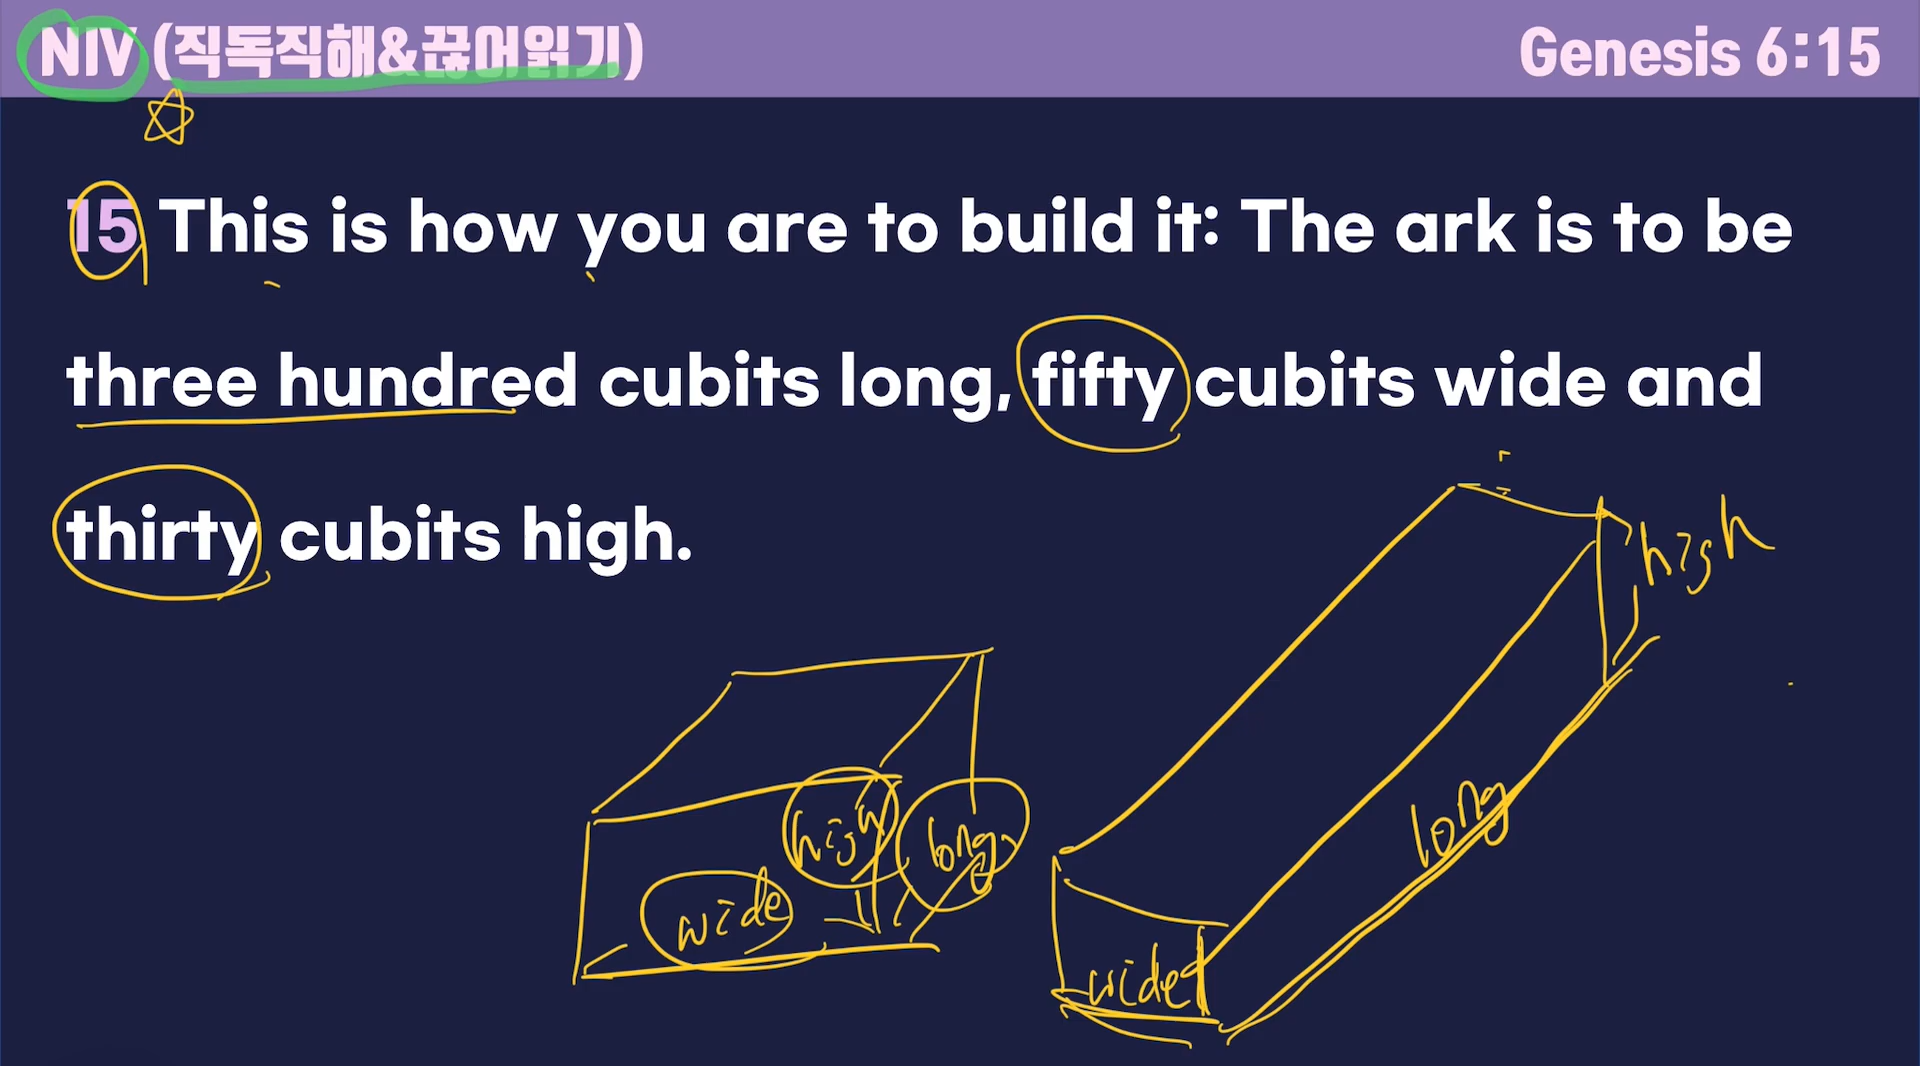 NIV (직독직해&끊어읽기)
Genesis 6:15
15 This is how you are to build it: The ark is to be
three hundred cubits long, fifty cubits wide and
thirty cubits high.
high
high
long
long
wide
wide